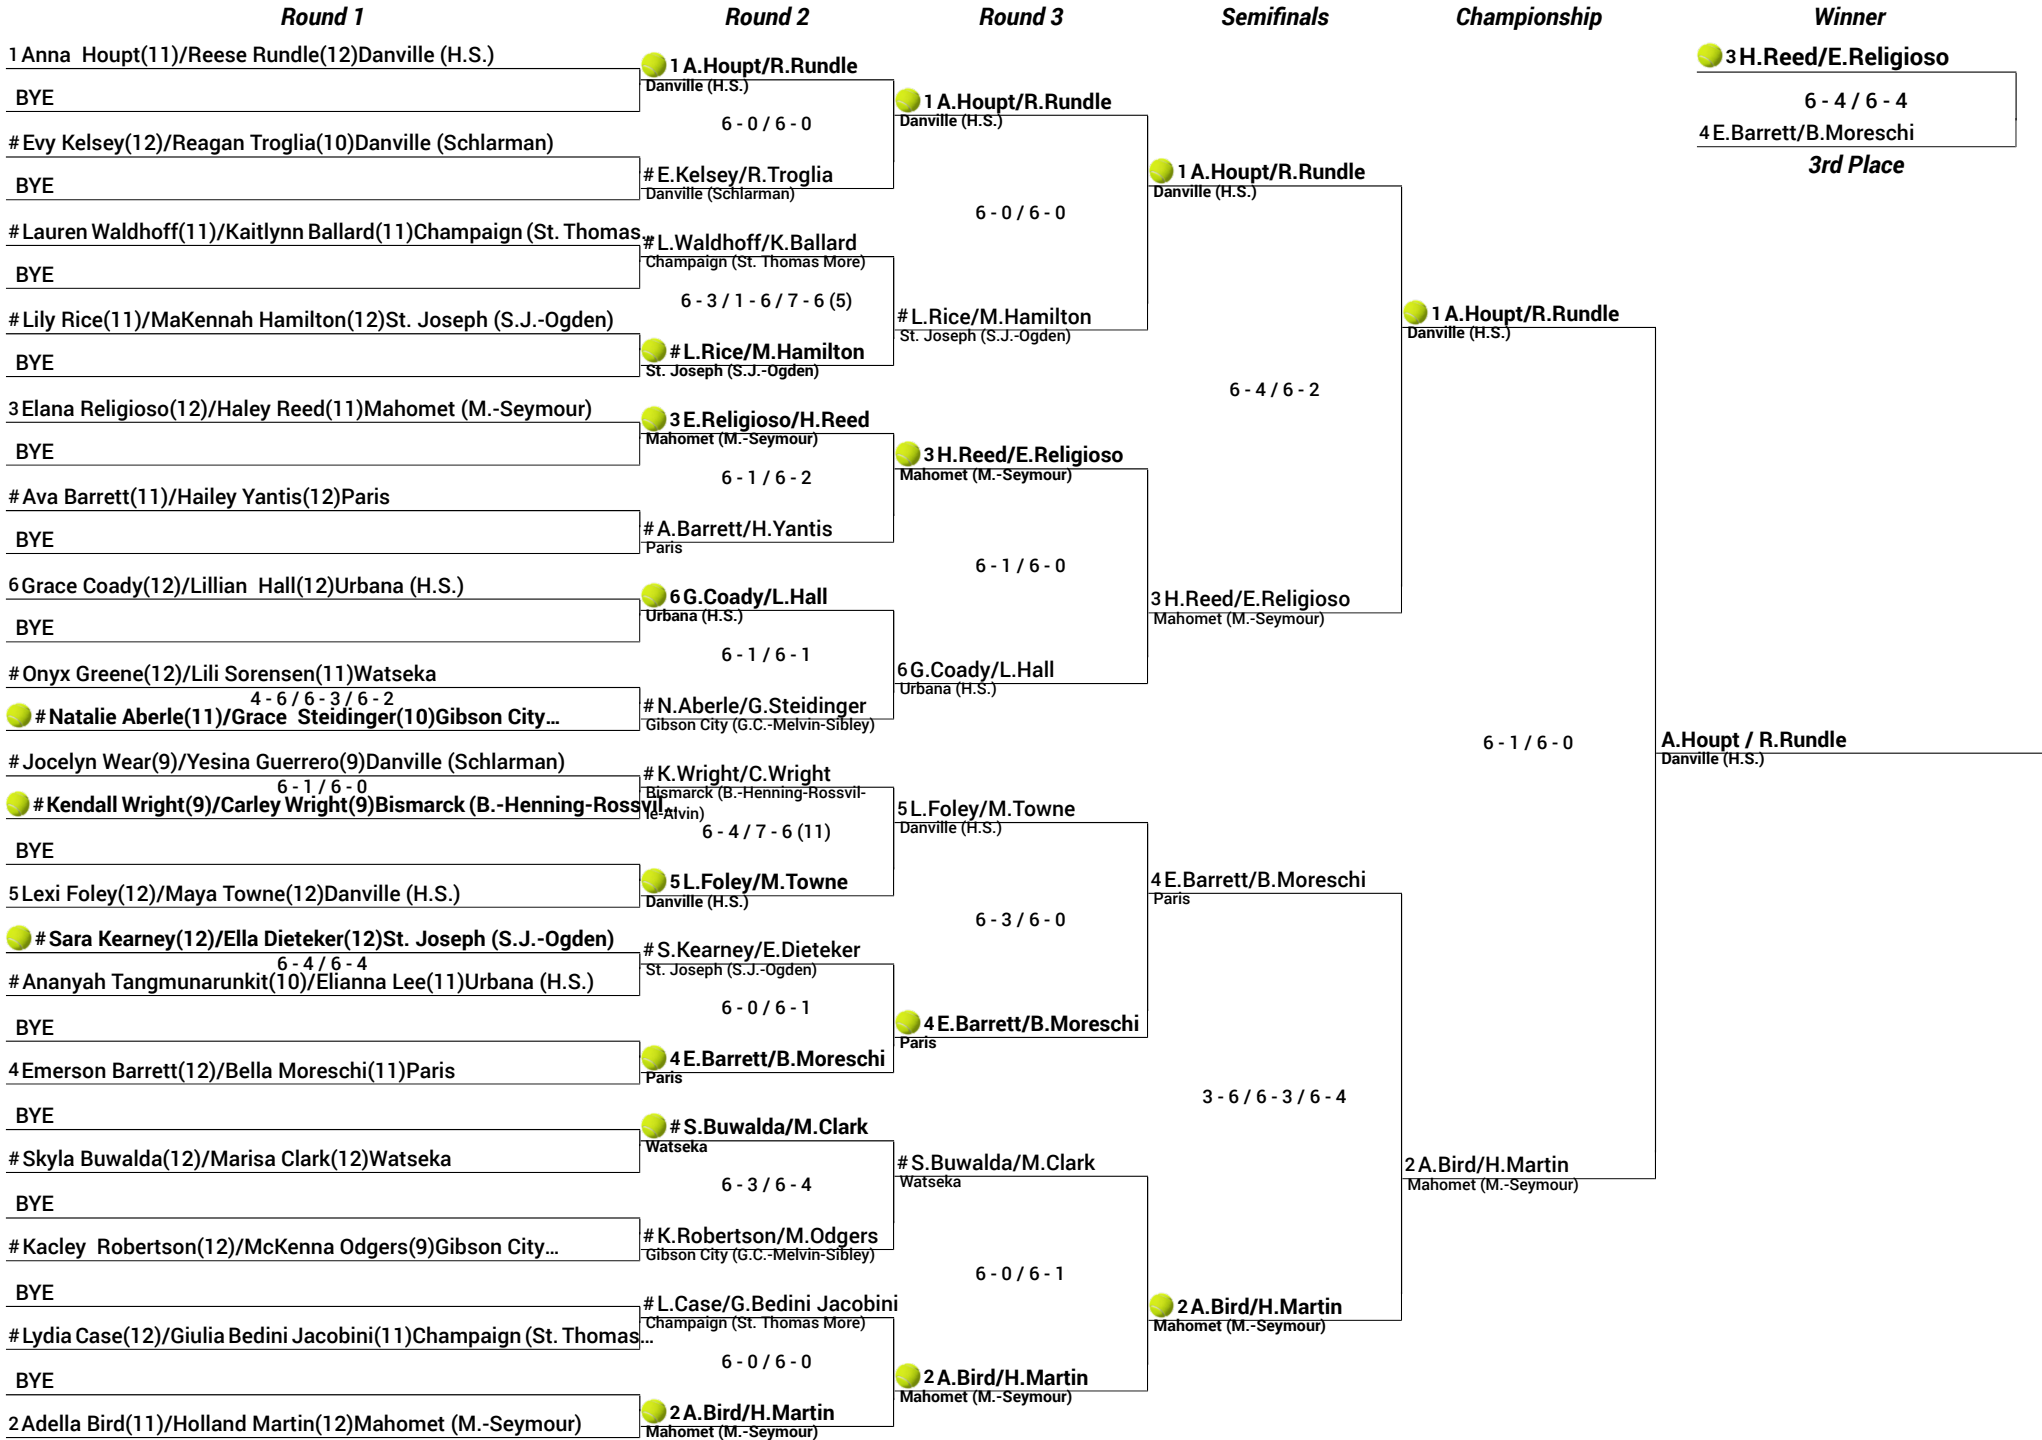 Round 1
Round 2
Round 3
Semifinals
Championship
Winner
1 Anna Houpt(11)/Reese Rundle(12)Danville (H.S.)
BYE
# Evy Kelsey(12)/Reagan Troglia(10)Danville (Schlarman)
BYE
# Lauren Waldhoff(11)/Kaitlynn Ballard(11)Champaign (St. Thomas...
BYE
# Lily Rice(11)/MaKennah Hamilton(12)St. Joseph (S.J.-Ogden)
BYE
3 Elana Religioso(12)/Haley Reed(11)Mahomet (M.-Seymour)
BYE
# Ava Barrett(11)/Hailey Yantis(12)Paris
BYE
6 Grace Coady(12)/Lillian Hall(12)Urbana (H.S.)
BYE
# Onyx Greene(12)/Lili Sorensen(11)Watseka
4 - 6 / 6 - 3 / 6 - 2
# Natalie Aberle(11)/Grace Steidinger(10)Gibson City...
# Jocelyn Wear(9)/Yesina Guerrero(9)Danville (Schlarman)
6 - 1 / 6 - 0
# Kendall Wright(9)/Carley Wright(9)Bismarck (B.-Henning-Rossvil...
BYE
5 Lexi Foley(12)/Maya Towne(12)Danville (H.S.)
# Sara Kearney(12)/Ella Dieteker(12)St. Joseph (S.J.-Ogden)
6 - 4 / 6 - 4
# Ananyah Tangmunarunkit(10)/Elianna Lee(11)Urbana (H.S.)
BYE
4 Emerson Barrett(12)/Bella Moreschi(11)Paris
BYE
# Skyla Buwalda(12)/Marisa Clark(12)Watseka
BYE
# Kacley Robertson(12)/McKenna Odgers(9)Gibson City...
BYE
# Lydia Case(12)/Giulia Bedini Jacobini(11)Champaign (St. Thomas...
BYE
2 Adella Bird(11)/Holland Martin(12)Mahomet (M.-Seymour)
1 A.Houpt/R.Rundle
Danville (H.S.)
6 - 0 / 6 - 0
# E.Kelsey/R.Troglia
Danville (Schlarman)
# L.Waldhoff/K.Ballard
Champaign (St. Thomas More)
6 - 3 / 1 - 6 / 7 - 6 (5)
# L.Rice/M.Hamilton
St. Joseph (S.J.-Ogden)
3 E.Religioso/H.Reed
Mahomet (M.-Seymour)
6 - 1 / 6 - 2
# A.Barrett/H.Yantis
Paris
6 G.Coady/L.Hall
Urbana (H.S.)
6 - 1 / 6 - 1
# N.Aberle/G.Steidinger
Gibson City (G.C.-Melvin-Sibley)
# K.Wright/C.Wright
Bismarck (B.-Henning-Rossvil-
le-Alvin)
6 - 4 / 7 - 6 (11)
5 L.Foley/M.Towne
Danville (H.S.)
# S.Kearney/E.Dieteker
St. Joseph (S.J.-Ogden)
6 - 0 / 6 - 1
4 E.Barrett/B.Moreschi
Paris
# S.Buwalda/M.Clark
Watseka
6 - 3 / 6 - 4
# K.Robertson/M.Odgers
Gibson City (G.C.-Melvin-Sibley)
# L.Case/G.Bedini Jacobini
Champaign (St. Thomas More)
6 - 0 / 6 - 0
2 A.Bird/H.Martin
Mahomet (M.-Seymour)
1 A.Houpt/R.Rundle
Danville (H.S.)
6 - 0 / 6 - 0
# L.Rice/M.Hamilton
St. Joseph (S.J.-Ogden)
3 H.Reed/E.Religioso
Mahomet (M.-Seymour)
6 - 1 / 6 - 0
6 G.Coady/L.Hall
Urbana (H.S.)
5 L.Foley/M.Towne
Danville (H.S.)
6 - 3 / 6 - 0
4 E.Barrett/B.Moreschi
Paris
# S.Buwalda/M.Clark
Watseka
6 - 0 / 6 - 1
2 A.Bird/H.Martin
Mahomet (M.-Seymour)
1 A.Houpt/R.Rundle
Danville (H.S.)
6 - 4 / 6 - 2
3 H.Reed/E.Religioso
Mahomet (M.-Seymour)
4 E.Barrett/B.Moreschi
Paris
3 - 6 / 6 - 3 / 6 - 4
2 A.Bird/H.Martin
Mahomet (M.-Seymour)
1 A.Houpt/R.Rundle
Danville (H.S.)
6 - 1 / 6 - 0
2 A.Bird/H.Martin
Mahomet (M.-Seymour)
3 H.Reed/E.Religioso
6 - 4 / 6 - 4
4 E.Barrett/B.Moreschi
3rd Place
A.Houpt / R.Rundle
Danville (H.S.)